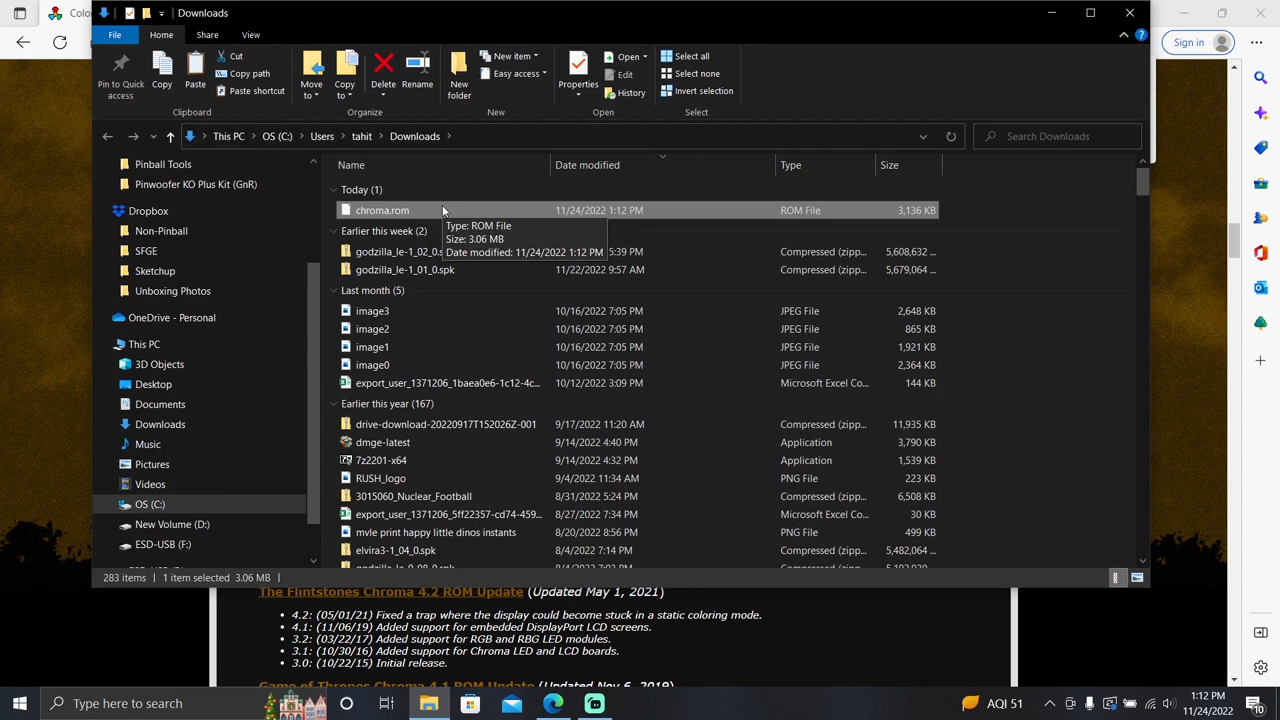 Colo
Downloads
Sign in
File
Home
Share
View
Pin to Quick access
Copy
Paste
Cut
Copy path
Paste shortcut
Move to
Copy to
Delete
Rename
New folder
New item
Easy access
Properties
Open
Edit
History
Select all
Select none
Invert selection
Clipboard
Organize
New
Open
Select
This PC
OS (C:)
Users
tahit
Downloads
Search Downloads
Pinball Tools
Pinwoofer KO Plus Kit (GnR)
Dropbox
Non-Pinball
SFGE
Sketchup
Unboxing Photos
OneDrive - Personal
This PC
3D Objects
Desktop
Documents
Downloads
Music
Pictures
Videos
OS (C:)
New Volume (D:)
ESD-USB (F:)
Name Date modified Type Size
Today (1)
chroma.rom 11/24/2022 1:12 PM ROM File 3,136 KB
Type: ROM File
Size: 3.06 MB
Date modified: 11/24/2022 1:12 PM
Earlier this week (2)
godzilla_le-1_02_0.s 5:39 PM Compressed (zipp... 5,608,632 ...
godzilla_le-1_01_0.spk 11/22/2022 9:57 AM Compressed (zipp... 5,679,064 ...
Last month (5)
image3 10/16/2022 7:05 PM JPEG File 2,648 KB
image2 10/16/2022 7:05 PM JPEG File 865 KB
image1 10/16/2022 7:05 PM JPEG File 1,921 KB
image0 10/16/2022 7:05 PM JPEG File 2,364 KB
export_user_1371206_1baea0e6-1c12-4c... 10/12/2022 3:09 PM Microsoft Excel Co... 144 KB
Earlier this year (167)
drive-download-20220917T152026Z-001 9/17/2022 11:20 AM Compressed (zipp... 11,935 KB
dmge-latest 9/14/2022 4:40 PM Application 3,790 KB
7z2201-x64 9/14/2022 4:32 PM Application 1,539 KB
RUSH_logo 9/4/2022 11:34 AM PNG File 223 KB
3015060_Nuclear_Football 8/31/2022 5:24 PM Compressed (zipp... 6,508 KB
export_user_1371206_5ff22357-cd74-459... 8/27/2022 7:34 PM Microsoft Excel Co... 30 KB
mvle print happy little dinos instants 8/20/2022 8:56 PM PNG File 499 KB
elvira3-1_04_0.spk 8/4/2022 7:14 PM Compressed (zipp... 5,482,064 ...
283 items 1 item selected 3.06 MB
The Flintstones Chroma 4.2 ROM Update (Updated May 1, 2021)
• 4.2: (05/01/21) Fixed a trap where the display could become stuck in a static coloring mode.
• 4.1: (11/06/19) Added support for embedded DisplayPort LCD screens.
• 3.2: (03/22/17) Added support for RGB and RBG LED modules.
• 3.1: (10/30/16) Added support for Chroma LED and LCD boards.
• 3.0: (10/22/15) Initial release.
Game of Thrones Chroma 4.1 ROM Update (Updated Nov 6, 2019)
Type here to search
AQI 51
1:12 PM
11/24/2022
10